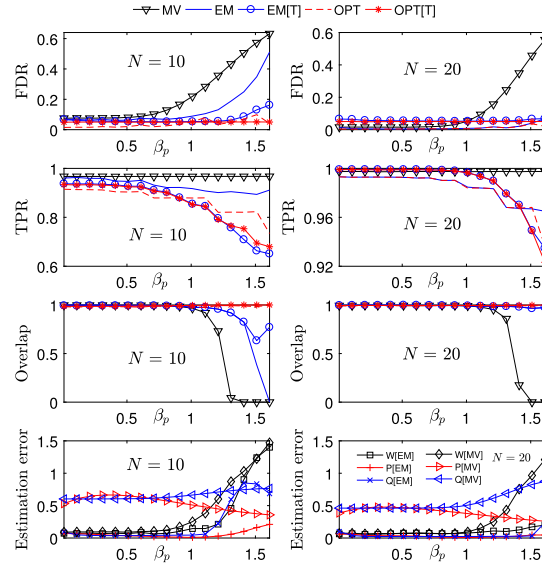 MV EM EM[T] OPT OPT[T]
FDR
0.6
0.4
0.2
0
N = 10
0.5 1 1.5
βp
FDR
0.6
0.4
0.2
0
N = 20
0.5 1 1.5
βp
TPR
1
0.8
0.6
N = 10
0.5 1 1.5
βp
TPR
1
0.96
0.92
N = 20
0.5 1 1.5
βp
Overlap
1
0.5
0
N = 10
0.5 1 1.5
βp
Overlap
1
0.5
0
N = 20
0.5 1 1.5
βp
Estimation error
1.5
1
0.5
0
N = 10
0.5 1 1.5
βp
Estimation error
1.5
1
0.5
0
W[EM] W[MV] N = 20
P[EM] P[MV]
Q[EM] Q[MV]
0.5 1 1.5
βp